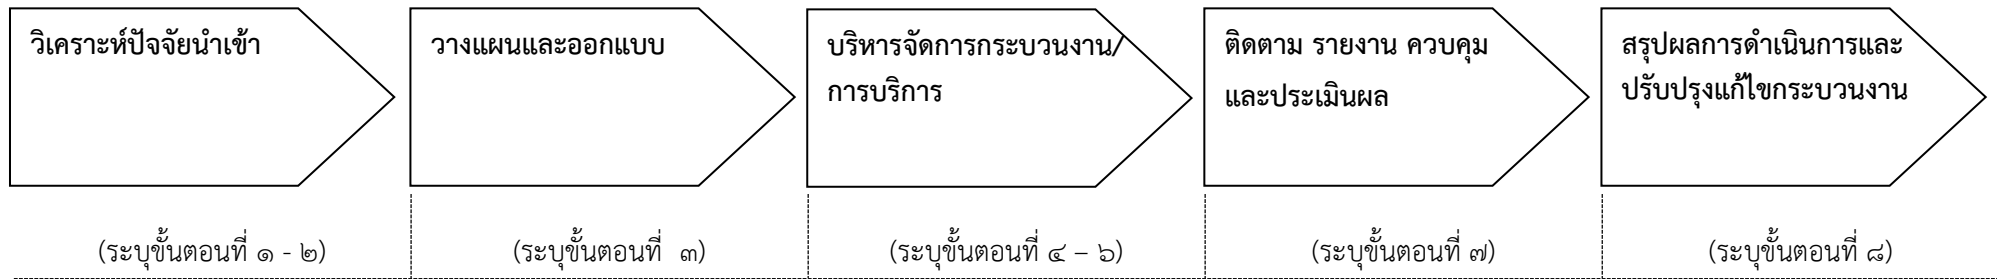 วิเคราะห์ปัจจัยนำเข้า
วางแผนและออกแบบ
บริหารจัดการกระบวนงาน/
การบริการ
ติดตาม รายงาน ควบคุม
และประเมินผล
สรุปผลการดำเนินการและ
ปรับปรุงแก้ไขกระบวนงาน
(ระบุขั้นตอนที่ ๑ - ๒)
(ระบุขั้นตอนที่ ๓)
(ระบุขั้นตอนที่ ๔ – ๖)
(ระบุขั้นตอนที่ ๗)
(ระบุขั้นตอนที่ ๘)